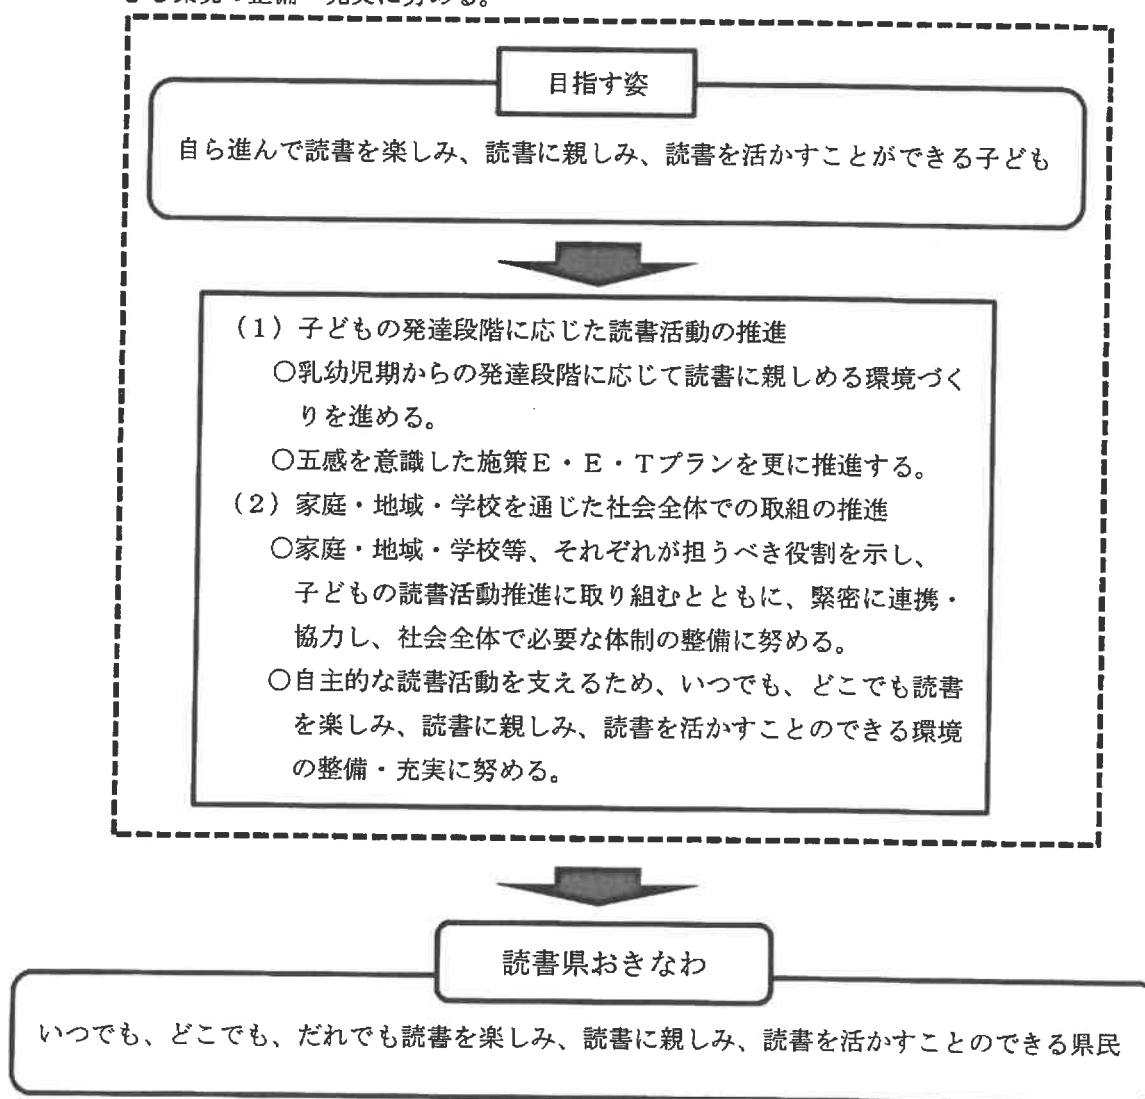 の整備・充実に努める。
目指す姿
自ら進んで読書を楽しみ、読書に親しみ、読書を活かすことができる子ども
(1)子どもの発達段階に応じた読書活動の推進
○乳幼児期からの発達段階に応じて読書に親しめる環境づく
りを進める。
○五感を意識した施策E・E・Tプランを更に推進する。
(2)家庭・地域・学校を通じた社会全体での取組の推進
○家庭・地域・学校等、それぞれが担うべき役割を示し、
子どもの読書活動推進に取り組むとともに、緊密に連携・
協力し、社会全体で必要な体制の整備に努める。
○自主的な読書活動を支えるため、いつでも、どこでも読書
を楽しみ、読書に親しみ、読書を活かすことのできる環境
の整備・充実に努める。
読書県おきなわ
いつでも、どこでも、だれでも読書を楽しみ、読書に親しみ、読書を活かすことのできる県民